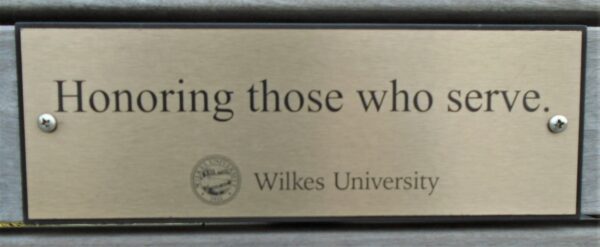 Honoring those who serve.
Wilkes University